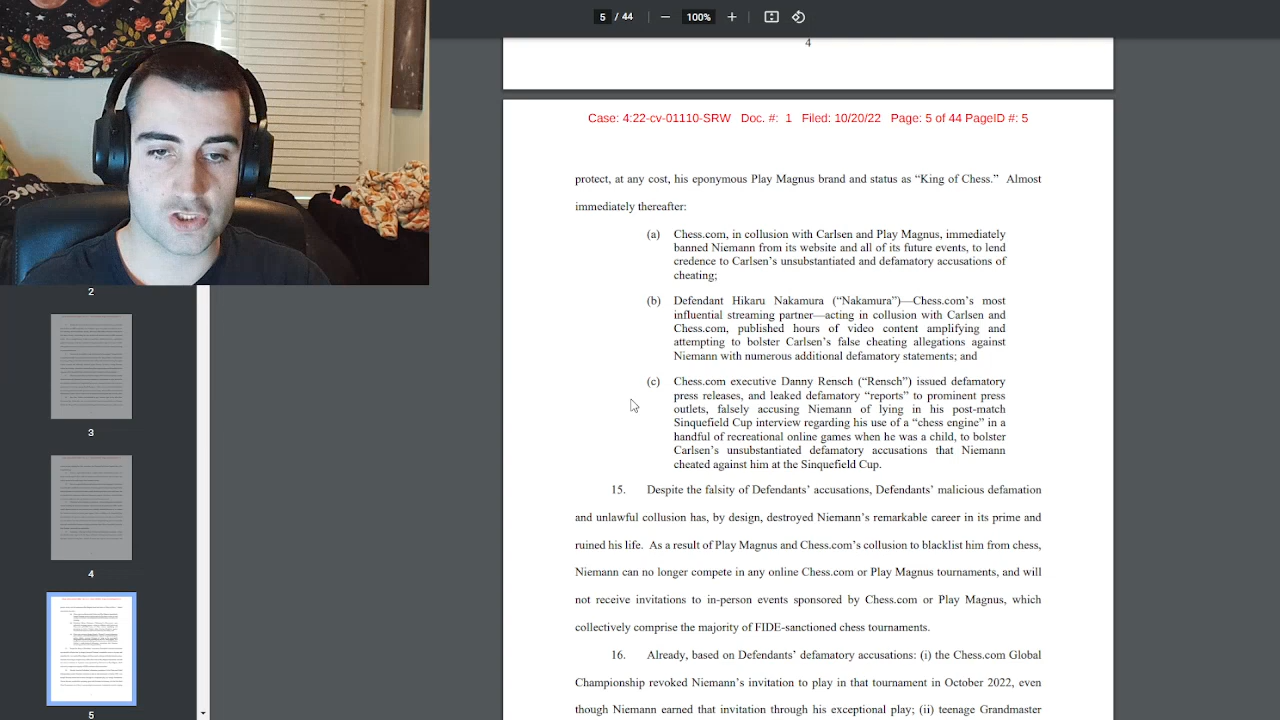 5 / 44
100%
4
Case: 4:22-cv-01110-SRW Doc. #: 1 Filed: 10/20/22 Page: 5 of 44 PageID #: 5
protect, at any cost, his eponymous Play Magnus brand and status as “King of Chess.” Almost
immediately thereafter:
(a) Chess.com, in collusion with Carlsen and Play Magnus, immediately
banned Niemann from its website and all of its future events, to lend
credence to Carlsen’s unsubstantiated and defamatory accusations of
cheating;
(b) Defendant Hikaru Nakamura (“Nakamura”)—Chess.com’s most
influential streaming partner—acting in collusion with Carlsen and
Chess.com, published hours of video content amplifying and
attempting to bolster Carlsen’s false cheating allegations against
Niemann with numerous additional defamatory statements; and
(c) Chess.com executive Danny Rensch (“Rensch”) issued defamatory
press releases, and leaked defamatory “reports” to prominent press
outlets, falsely accusing Niemann of lying in his post-match
Sinquefield Cup interview regarding his use of a “chess engine” in a
handful of recreational online games when he was a child, to bolster
Carlsen’s unsubstantiated defamatory accusations that Niemann
cheated against him at the Sinquefield Cup.
15. Despite the falsity of Defendants’ accusations, Defendants’ malicious defamation
and unlawful collusion has, by design, destroyed Niemann’s remarkable career in its prime and
ruined his life. As a result of Play Magnus and Chess.com’s collusion to blacklist him from chess,
Niemann can no longer compete in any online Chess.com or Play Magnus tournaments, and will
not receive invitations to in-person events sponsored by Chess.com or Play Magnus, which
collectively comprise the majority of FIDE-sanctioned chess tournaments.
16. Already, based on Defendants’ defamatory accusations: (i) the Chess.com Global
Championship revoked Niemann’s invitation to play in that tournament in October 2022, even
though Niemann earned that invitation through his exceptional play; (ii) teenage Grandmaster
2
3
4
5